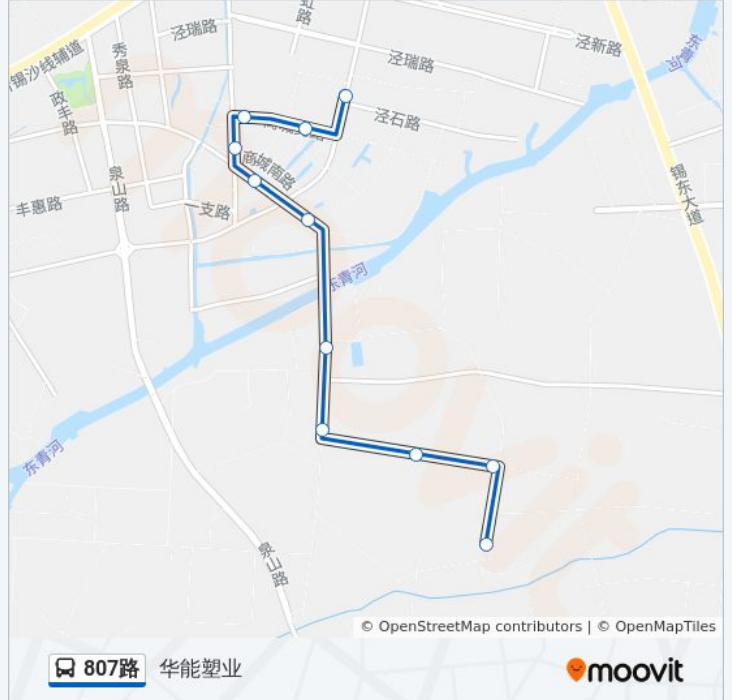 泾瑞路
泾新路
秀泉路
锡沙线辅道
泾瑞路
东青河
政丰路
泾石路
商城南路
泉山路
锡东大道
丰惠路
一支路
东青河
东青河
泉山路
© OpenStreetMap contributors | © OpenMapTiles
807路 华能塑业
moovit